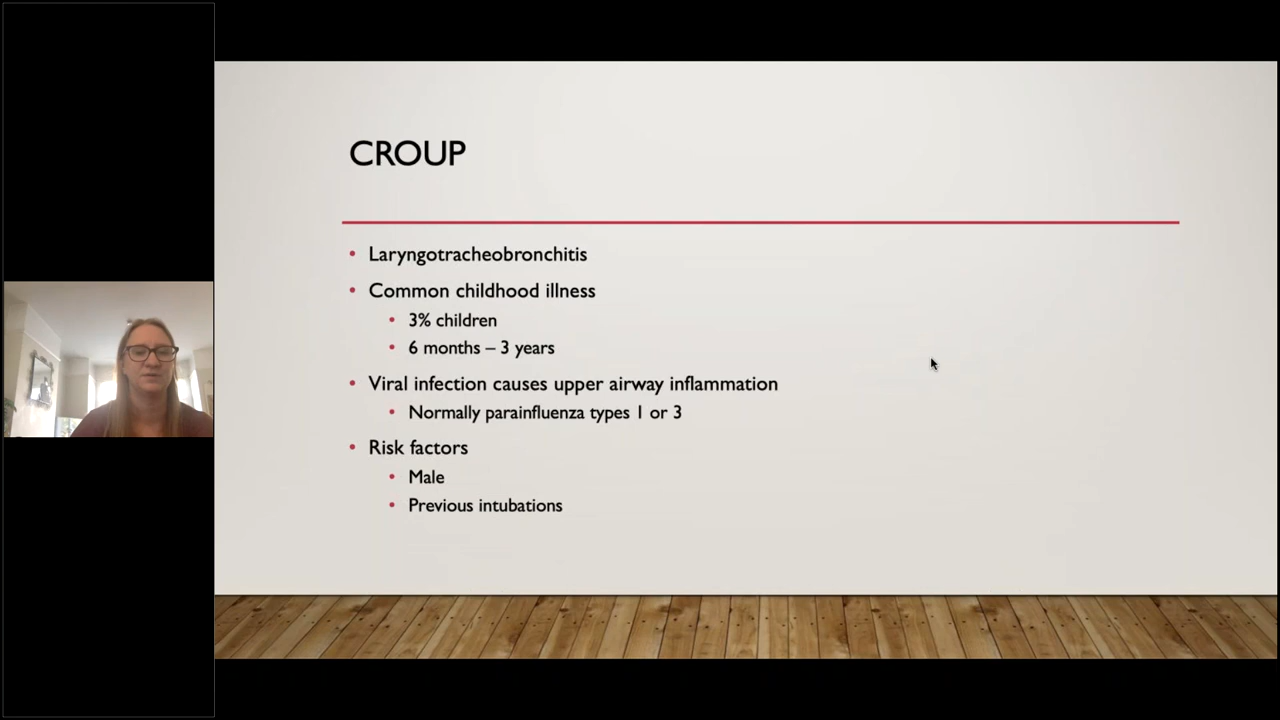 CROUP
• Laryngotracheobronchitis
• Common childhood illness
• 3% children
• 6 months – 3 years
• Viral infection causes upper airway inflammation
• Normally parainfluenza types 1 or 3
• Risk factors
• Male
• Previous intubations